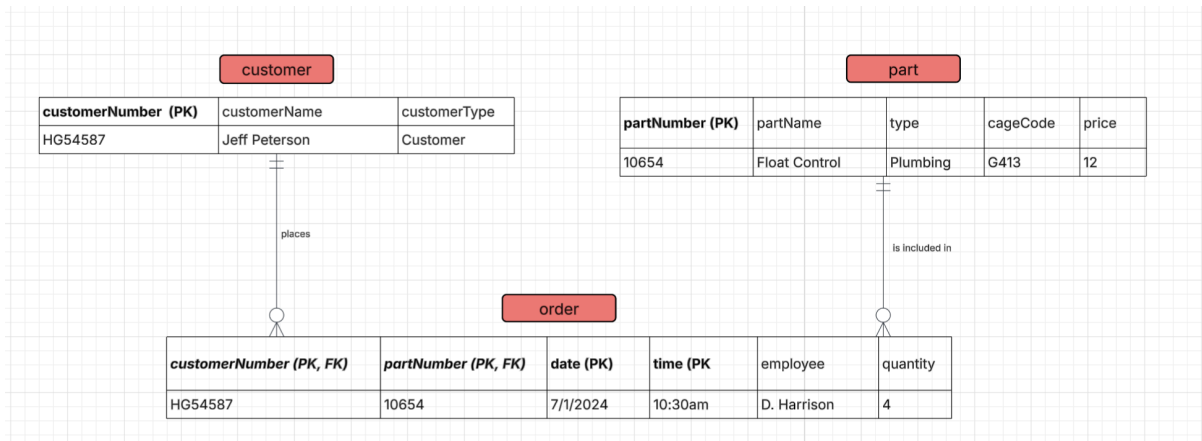 customer
part
customerNumber (PK) customerName customerType
HG54587 Jeff Peterson Customer
partNumber (PK) partName type cageCode price
10654 Float Control Plumbing G413 12
places
is included in
order
customerNumber (PK, FK) partNumber (PK, FK) date (PK) time (PK employee quantity
HG54587 10654 7/1/2024 10:30am D. Harrison 4